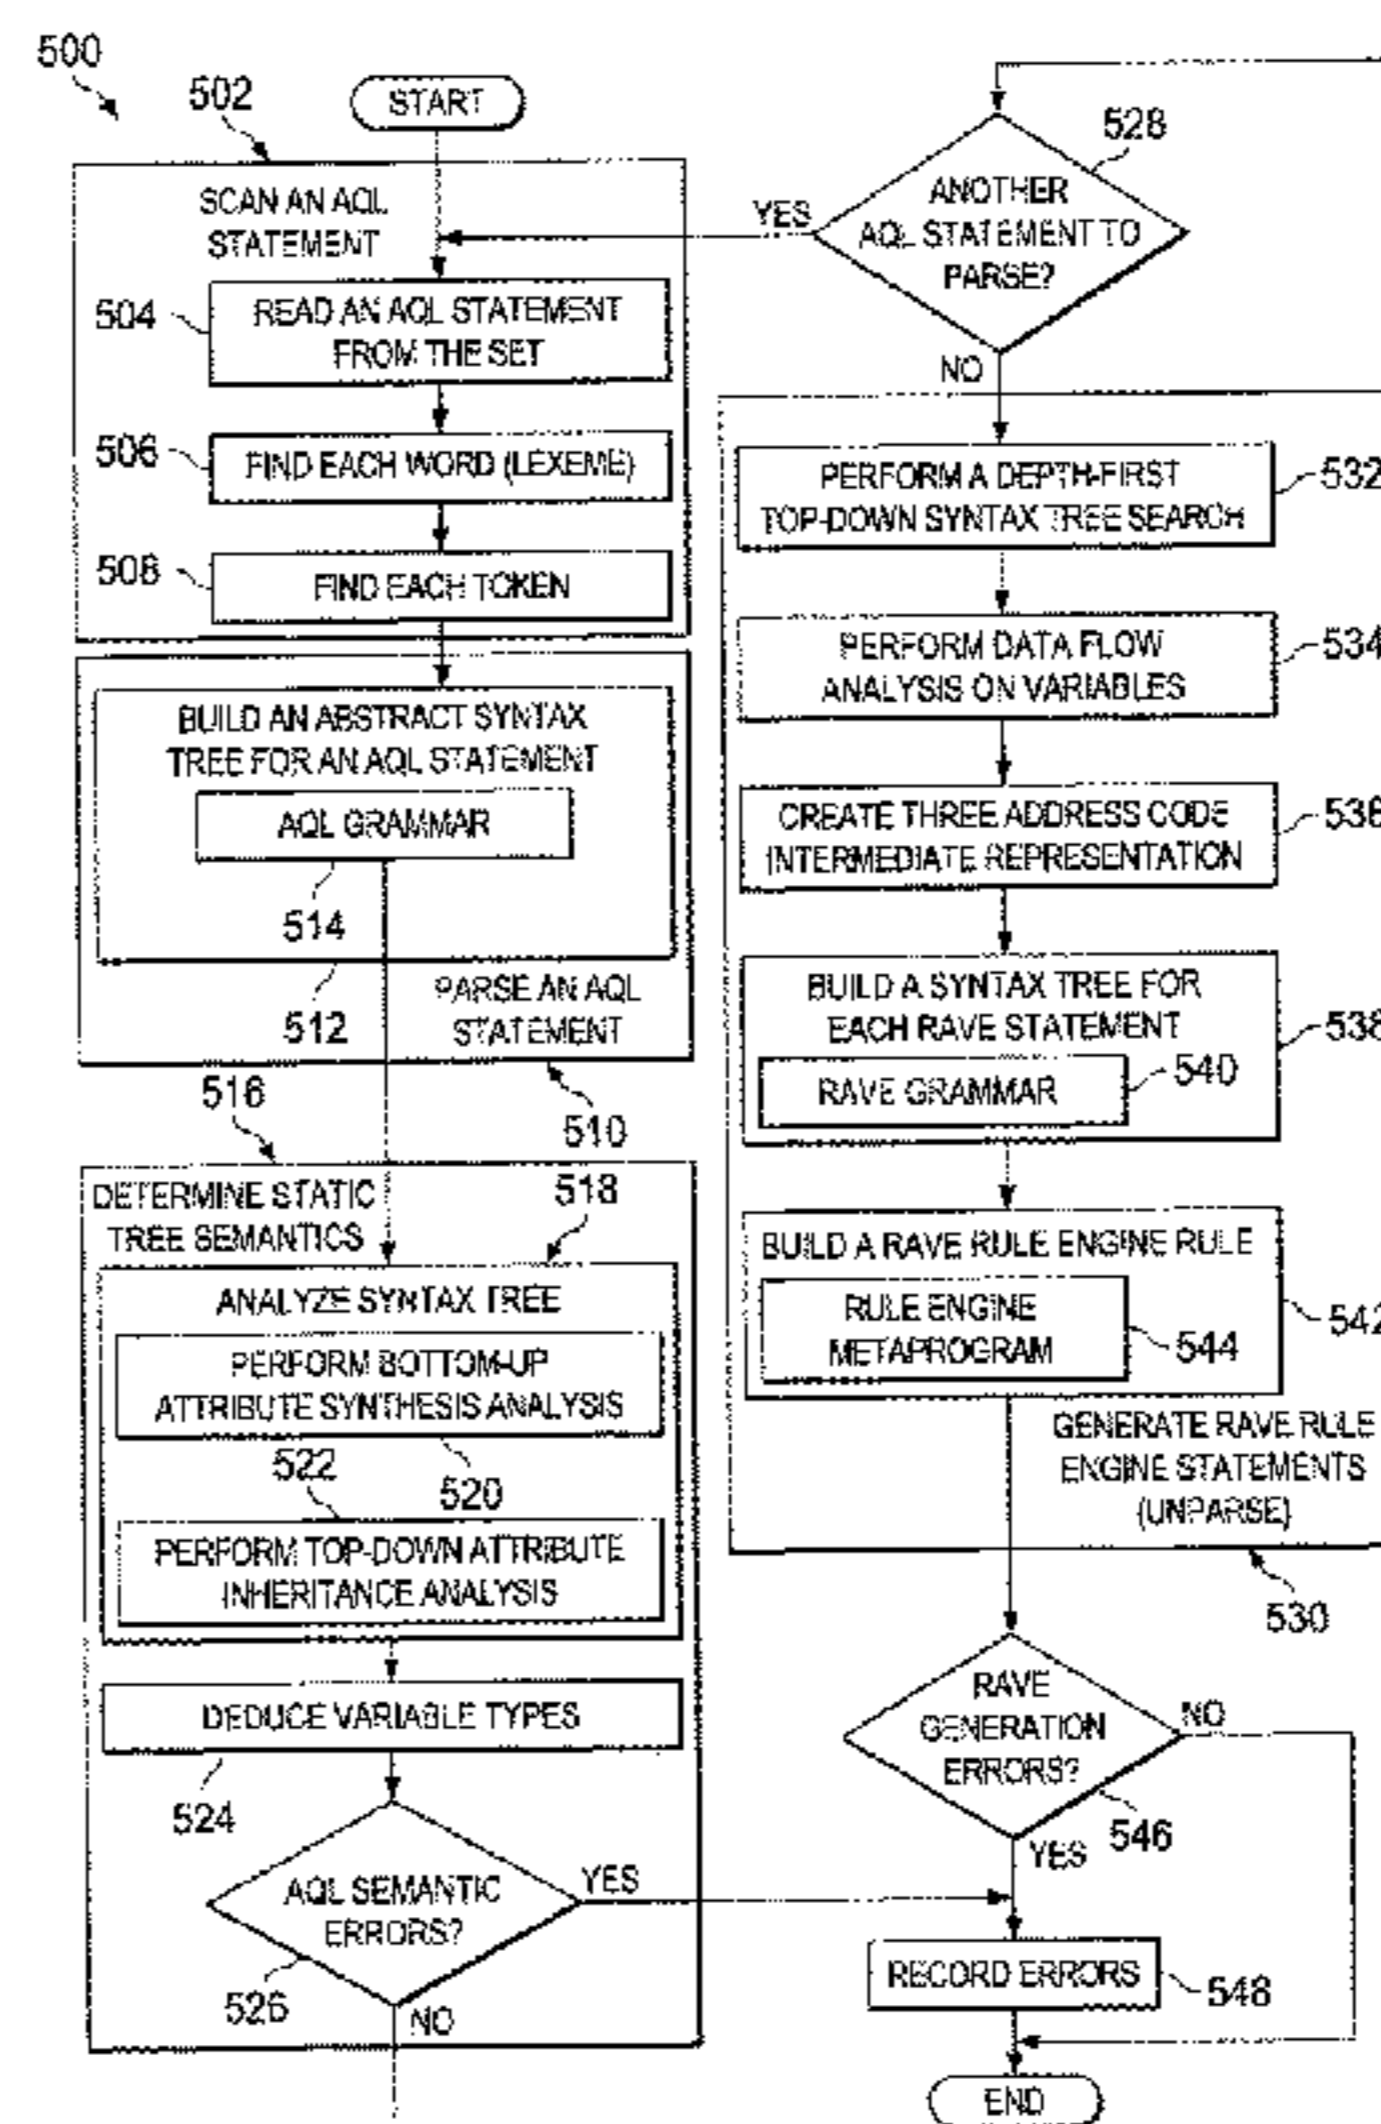 500
502
START
SCAN AN AQL
STATEMENT
504
READ AN AQL STATEMENT
FROM THE SET
506
FIND EACH WORD (LEXEME)
508
FIND EACH TOKEN
BUILD AN ABSTRACT SYNTAX
TREE FOR AN AQL STATEMENT
AQL GRAMMAR
514
512
PARSE AN AQL
STATEMENT
510
516
DETERMINE STATIC
TREE SEMANTICS
518
ANALYZE SYNTAX TREE
PERFORM BOTTOM-UP
ATTRIBUTE SYNTHESIS ANALYSIS
522
520
PERFORM TOP-DOWN ATTRIBUTE
INHERITANCE ANALYSIS
DEDUCE VARIABLE TYPES
524
AQL SEMANTIC
ERRORS?
YES
526
NO
528
ANOTHER
AQL STATEMENT TO
PARSE?
YES
NO
PERFORM A DEPTH-FIRST
TOP-DOWN SYNTAX TREE SEARCH
532
PERFORM DATA FLOW
ANALYSIS ON VARIABLES
534
CREATE THREE ADDRESS CODE
INTERMEDIATE REPRESENTATION
536
BUILD A SYNTAX TREE FOR
EACH RAVE STATEMENT
538
RAVE GRAMMAR
540
BUILD A RAVE RULE ENGINE RULE
RULE ENGINE
METAPROGRAM
544
542
GENERATE RAVE RULE
ENGINE STATEMENTS
(UNPARSE)
530
RAVE
GENERATION
ERRORS?
NO
546
YES
RECORD ERRORS
548
END